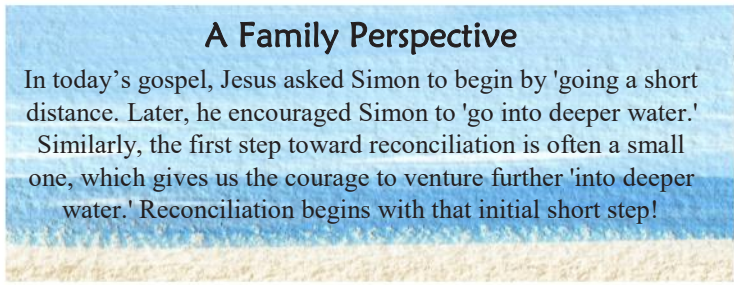 A Family Perspective
In today’s gospel, Jesus asked Simon to begin by 'going a short
distance. Later, he encouraged Simon to 'go into deeper water.'
Similarly, the first step toward reconciliation is often a small
one, which gives us the courage to venture further 'into deeper
water.' Reconciliation begins with that initial short step!